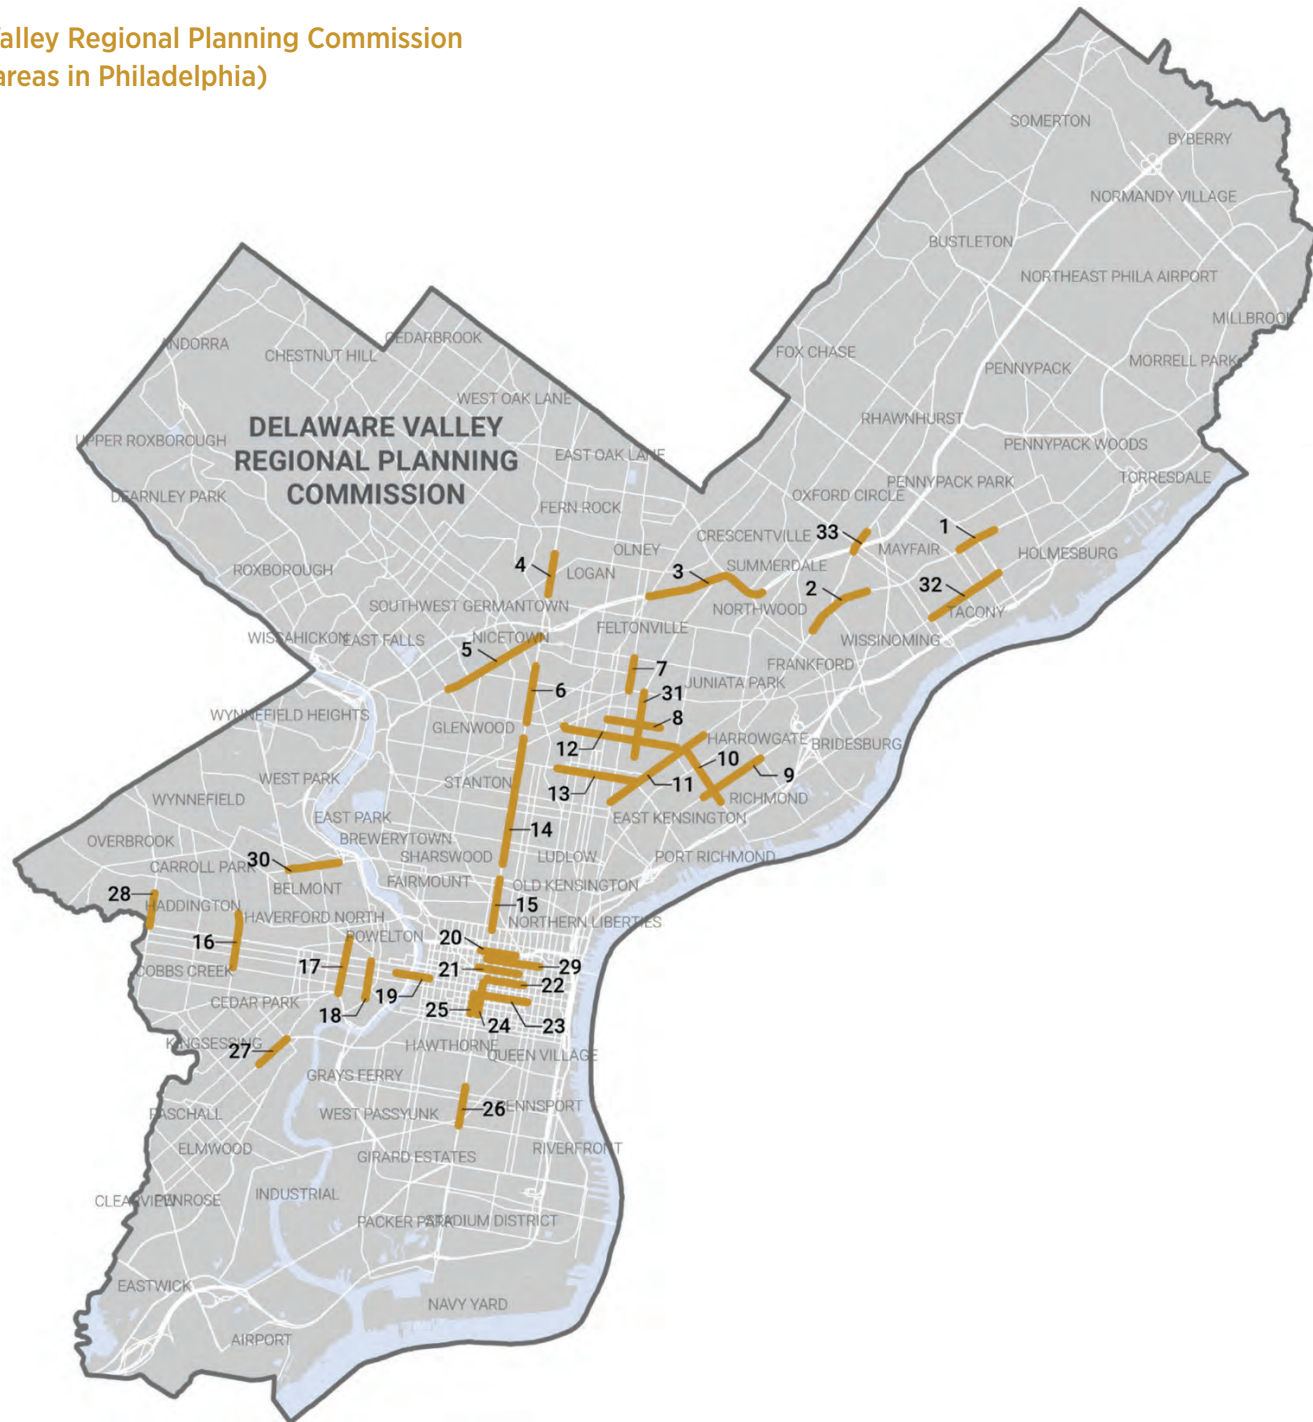 alley Regional Planning Commission
areas in Philadelphia)
SOMERTON
BYBERRY
NORMANDY VILLAGE
BUSTLETON
NORTHEAST PHILA AIRPORT
MILLBROOK
ANDORRA
CEDARBROOK
CHESTNUT HILL
FOX CHASE
MORRELL PARK
PENNYPACK
WEST OAK LANE
RHAWNHURST
DELAWARE VALLEY
REGIONAL PLANNING
COMMISSION
UPPER ROXBOROUGH
PENNYPACK WOODS
EAST OAK LANE
TORRESDALE
PENNYPACK PARK
DEARNLEY PARK
OXFORD CIRCLE
FERN ROCK
1
33
CRESCENTVILLE
OLNEY
MAYFAIR
HOLMESBURG
4
LOGAN
3
SUMMERDALE
ROXBOROUGH
2
32
SOUTHWEST GERMANTOWN
NORTHWOOD
TACONY
FELTONVILLE
WISSAHICKON
EAST FALLS
NICETOWN
WISSINOMING
5
7
FRANKFORD
JUNIATA PARK
6
31
WYNNEFIELD HEIGHTS
8
GLENWOOD
12
HARROWGATE
BRIDESBURG
10
9
WEST PARK
STANTON
11
13
WYNNEFIELD
RICHMOND
EAST PARK
EAST KENSINGTON
14
OVERBROOK
BREWERYTOWN
SHARSWOOD
LUDLOW
PORT RICHMOND
30
CARROLL PARK
BELMONT
FAIRMOUNT
OLD KENSINGTON
28
HADDINGTON
15
HAVERFORD NORTH
NORTHERN LIBERTIES
POWELTON
20
16
17
21
29
COBBS CREEK
22
19
CEDAR PARK
18
25
24
23
KINGSESSING
HAWTHORNE
27
QUEEN VILLAGE
GRAYS FERRY
26
PENNSPORT
PASCHALL
WEST PASSYUNK
ELMWOOD
RIVERFRONT
GIRARD ESTATES
CLEARVIEW
PENROSE
INDUSTRIAL
PACKER PARK
STADIUM DISTRICT
EASTWICK
NAVY YARD
AIRPORT